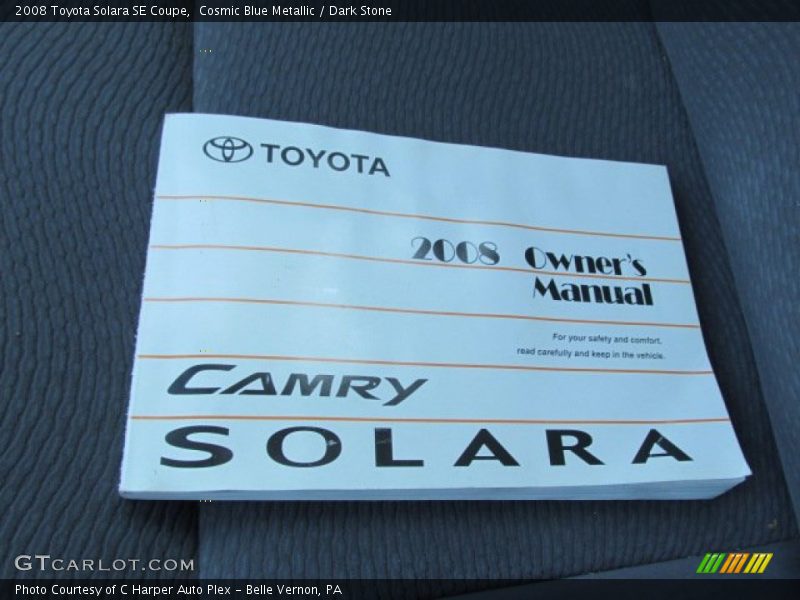 2008 Toyota Solara SE Coupe,  Cosmic Blue Metallic / Dark Stone
TOYOTA
2008 Owner's
Manual
For your safety and comfort,
read carefully and keep in the vehicle.
CAMRY
SOLARA
GTCARLOT.COM
Photo Courtesy of C Harper Auto Plex - Belle Vernon, PA